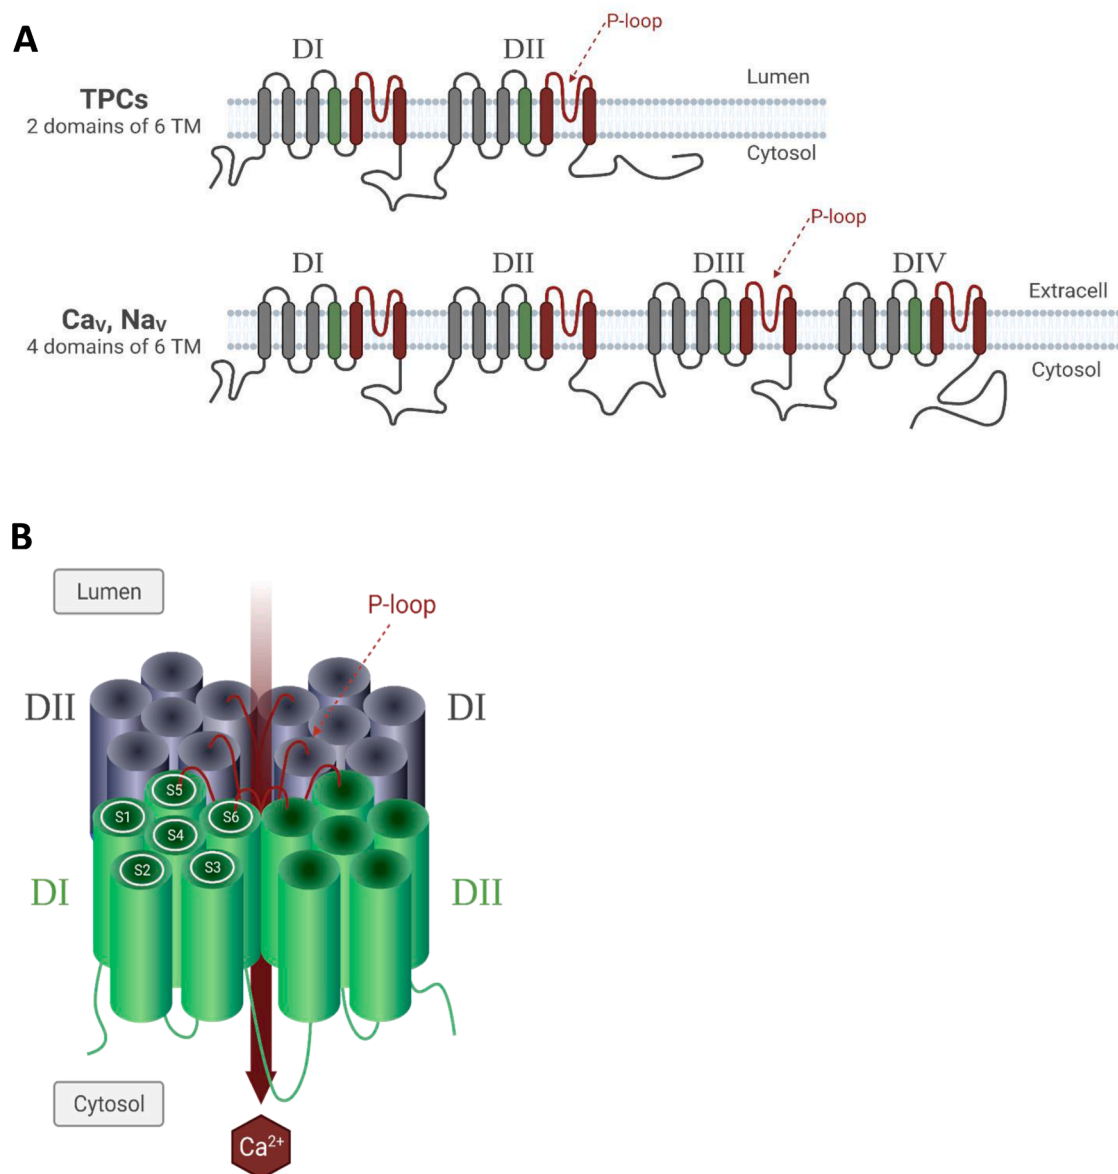 A
P-loop
DI
DII
Lumen
TPCs
2 domains of 6 TM
Cytosol
P-loop
DI
DII
DIII
DIV
Extracell
Cav, Nav
4 domains of 6 TM
Cytosol
B
Lumen
P-loop
DII
DI
S5
S1
S6
S4
S2
S3
DI
DII
Cytosol
Ca²⁺